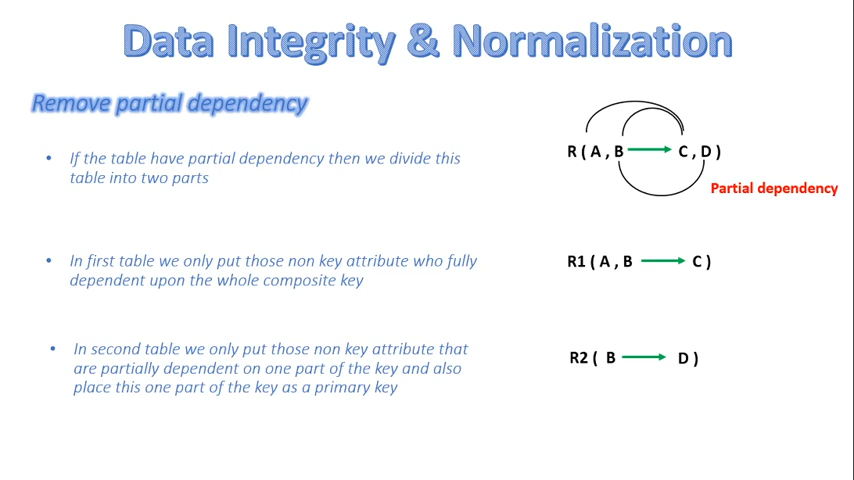 Data Integrity & Normalization
Remove partial dependency
• If the table have partial dependency then we divide this
table into two parts
R ( A , B → C , D )
Partial dependency
• In first table we only put those non key attribute who fully
dependent upon the whole composite key
R1 ( A , B → C )
• In second table we only put those non key attribute that
are partially dependent on one part of the key and also
place this one part of the key as a primary key
R2 ( B → D )